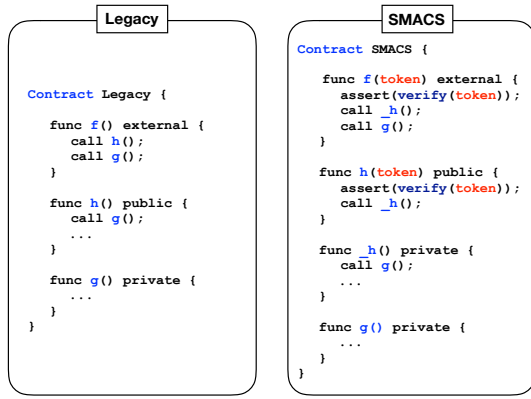 Legacy
Contract Legacy {
func f() external {
call h();
call g();
}
func h() public {
call g();
...
}
func g() private {
...
}
}
SMACS
Contract SMACS {
func f(token) external {
assert(verify(token));
call _h();
call g();
}
func h(token) public {
assert(verify(token));
call _h();
}
func _h() private {
call g();
...
}
func g() private {
...
}
}